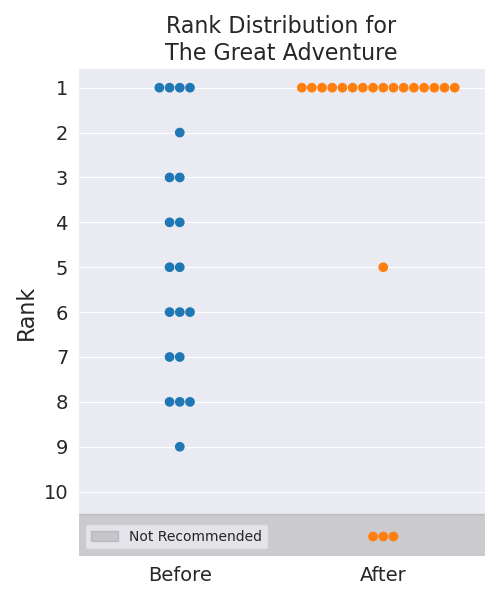 Rank Distribution for
The Great Adventure
Rank
1
2
3
4
5
6
7
8
9
10
Not Recommended
Before
After